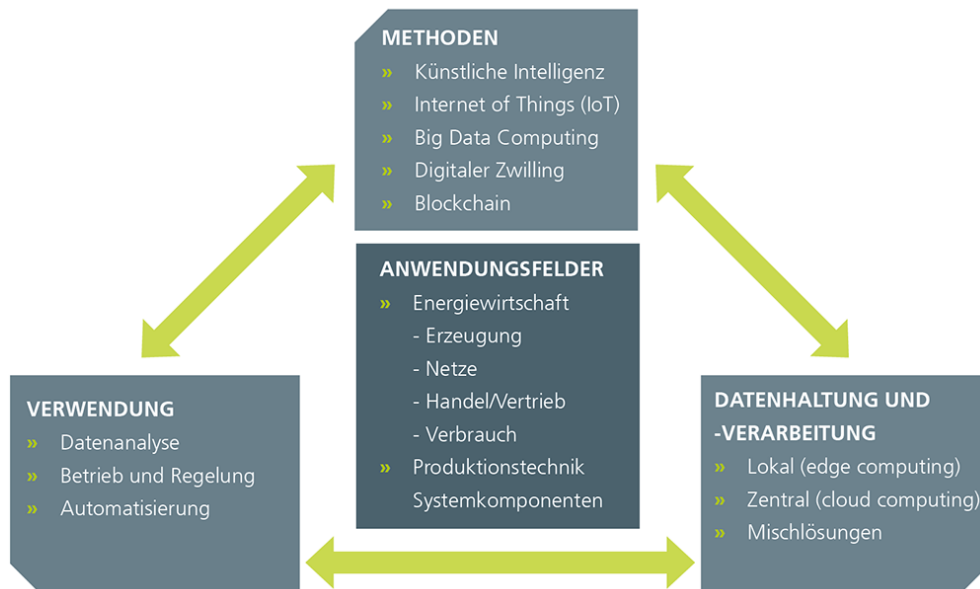 METHODEN
» Künstliche Intelligenz
» Internet of Things (IoT)
» Big Data Computing
» Digitaler Zwilling
» Blockchain
ANWENDUNGSFELDER
» Energiewirtschaft
- Erzeugung
- Netze
- Handel/Vertrieb
- Verbrauch
» Produktionstechnik
Systemkomponenten
VERWENDUNG
» Datenanalyse
» Betrieb und Regelung
» Automatisierung
DATENHALTUNG UND
-VERARBEITUNG
» Lokal (edge computing)
» Zentral (cloud computing)
» Mischlösungen